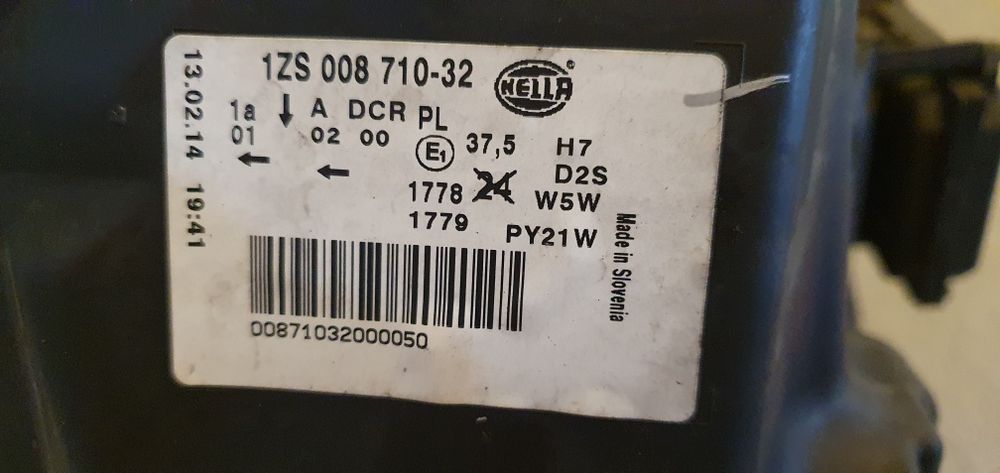 13.02.14 19:41
1ZS 008 710-32
HELLA
®
1a ↓ A DCR PL
01 02 00
← ←
E1
37,5 H7
D2S
1778 24 W5W
1779 PY21W
Made in Slovenia
00871032000050